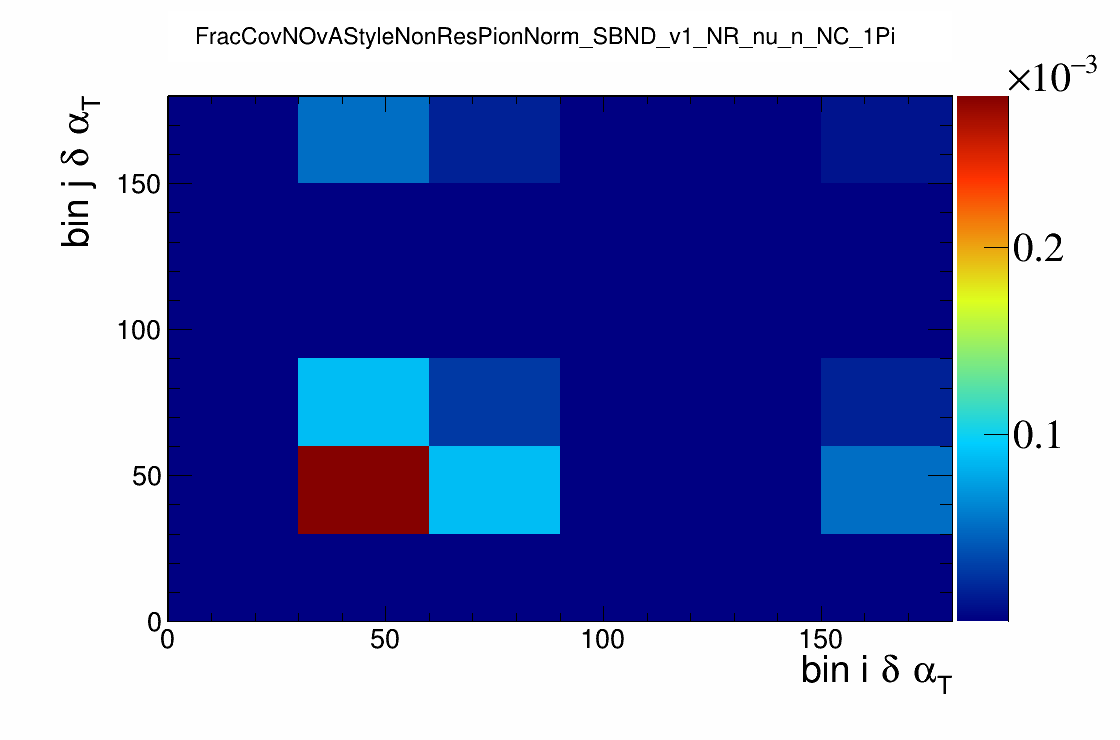 FracCovNOvAStyleNonResPionNorm_SBND_v1_NR_nu_n_NC_1Pi
×10⁻³
bin j δ α_T
150
100
50
0
0 50 100 150
bin i δ α_T
0.2
0.1